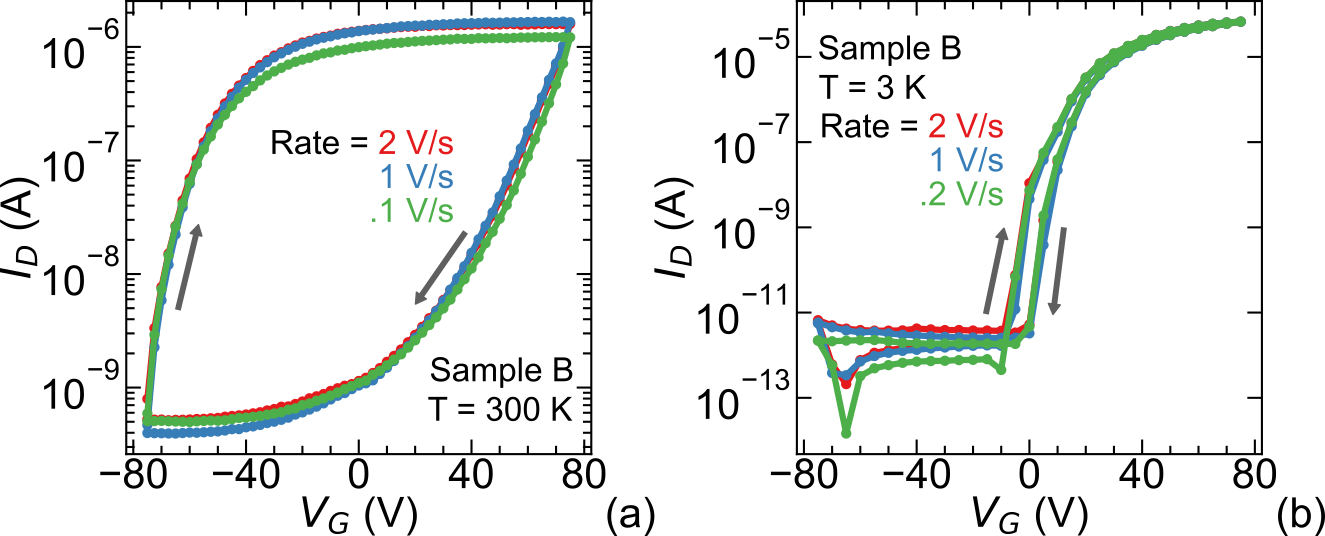 I_D (A)
10⁻⁶
10⁻⁷
10⁻⁸
10⁻⁹
Rate = 2 V/s
1 V/s
.1 V/s
Sample B
T = 300 K
−80 −40 0 40 80
V_G (V)
(a)
I_D (A)
10⁻⁵
10⁻⁷
10⁻⁹
10⁻¹¹
10⁻¹³
Sample B
T = 3 K
Rate = 2 V/s
1 V/s
.2 V/s
−80 −40 0 40 80
V_G (V)
(b)